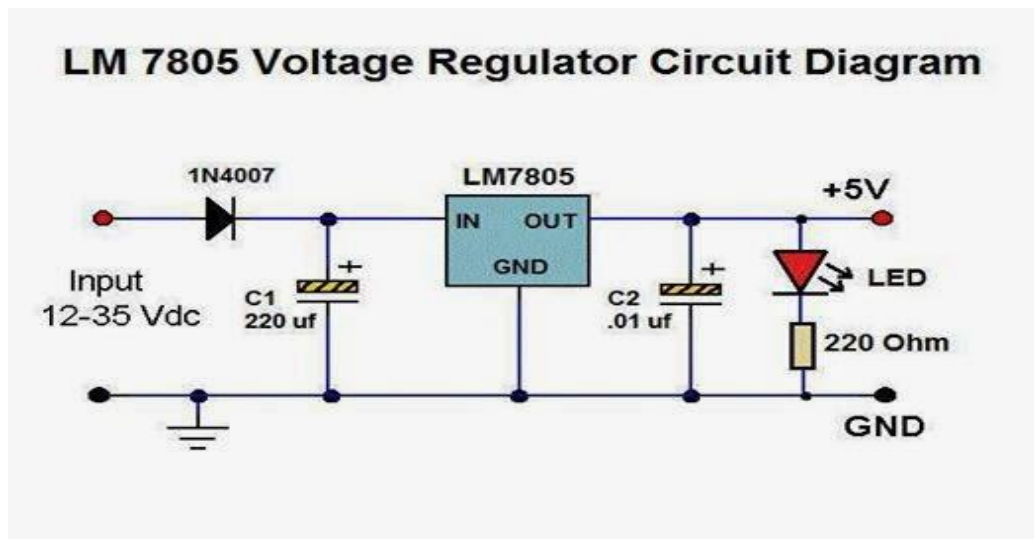 LM 7805 Voltage Regulator Circuit Diagram
1N4007
LM7805
+5V
IN OUT
GND
Input
12-35 Vdc
+
C1
220 uf
+
C2
.01 uf
LED
220 Ohm
GND